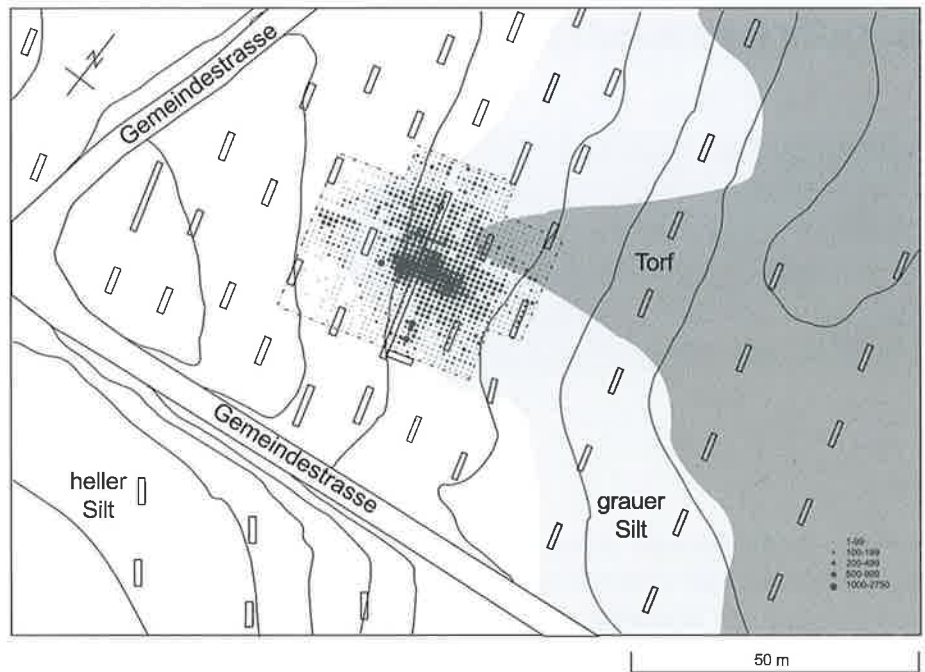 N
Gemeindestrasse
Torf
Gemeindestrasse
heller
Silt
grauer
Silt
1-99
100-199
200-499
500-999
1000-2750
50 m